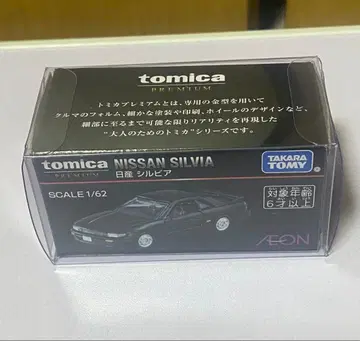 tomica
PREMIUM
トミカプレミアムとは、専用の金型を用いて
クルマのフォルム、細かな塗装や印刷、ホイールのデザインなど、
細部に至るまで可能な限りリアリティを再現した
"大人のためのトミカ"シリーズです。
tomica NISSAN SILVIA
PREMIUM 日産 シルビア
TAKARA TOMY
SCALE 1/62
対象年齢
6才以上
ÆON